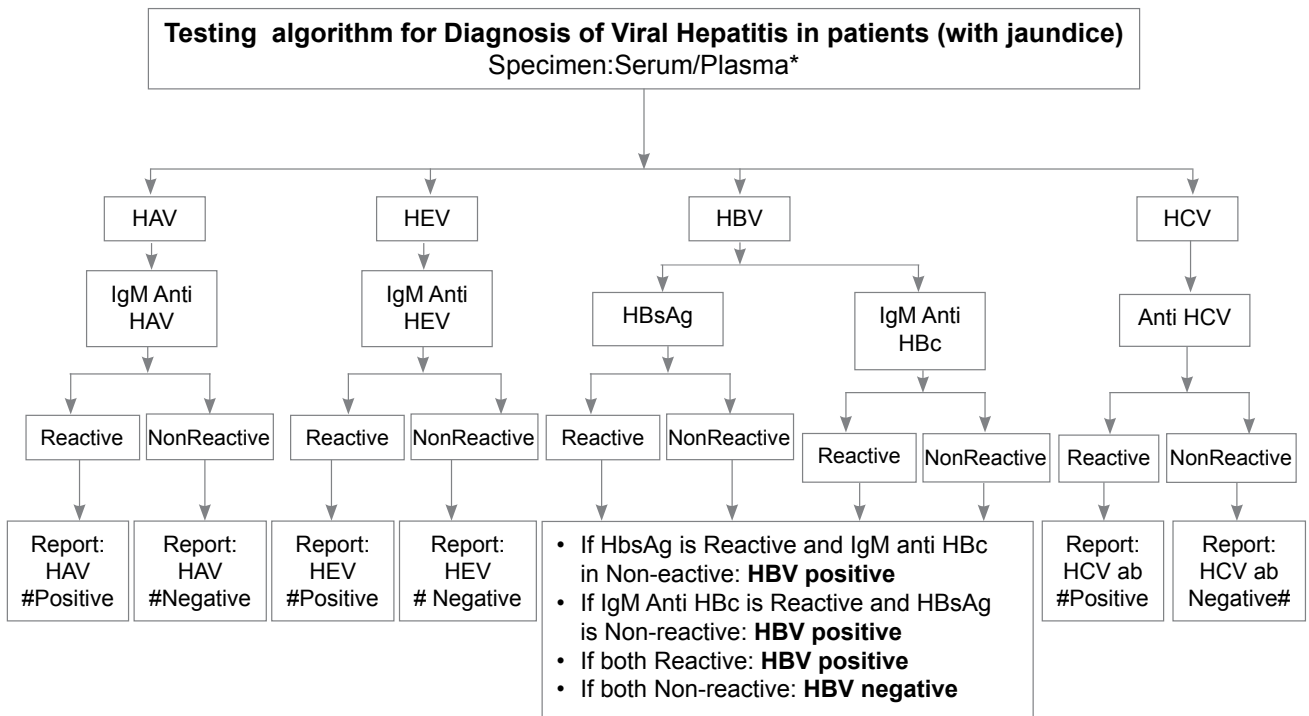 Testing algorithm for Diagnosis of Viral Hepatitis in patients (with jaundice)
Specimen:Serum/Plasma*
HAV
HEV
HBV
HCV
IgM Anti
HAV
IgM Anti
HEV
HBsAg
IgM Anti
HBc
Anti HCV
Reactive
NonReactive
Reactive
NonReactive
Reactive
NonReactive
Reactive
NonReactive
Reactive
NonReactive
Report:
HAV
#Positive
Report:
HAV
#Negative
Report:
HEV
#Positive
Report:
HEV
# Negative
• If HbsAg is Reactive and IgM anti HBc
in Non-eactive: HBV positive
• If IgM Anti HBc is Reactive and HBsAg
is Non-reactive: HBV positive
• If both Reactive: HBV positive
• If both Non-reactive: HBV negative
Report:
HCV ab
#Positive
Report:
HCV ab
Negative#